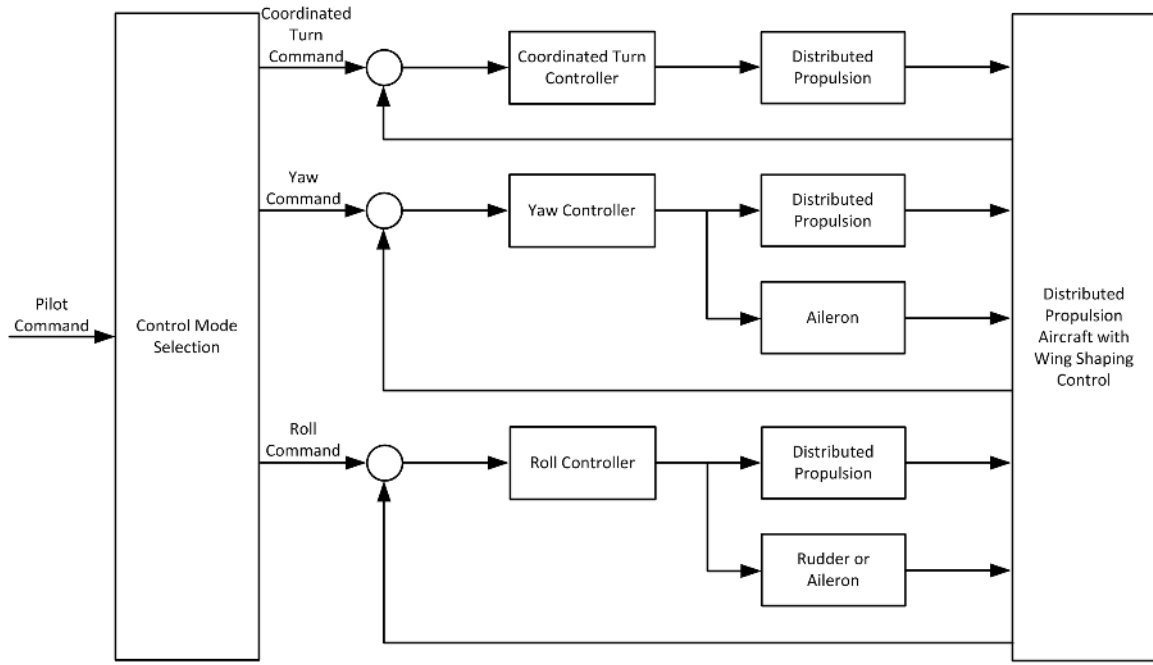 Coordinated
Turn
Command
Coordinated Turn
Controller
Distributed
Propulsion
Yaw
Command
Yaw Controller
Distributed
Propulsion
Aileron
Pilot
Command
Control Mode
Selection
Distributed
Propulsion
Aircraft with
Wing Shaping
Control
Roll
Command
Roll Controller
Distributed
Propulsion
Rudder or
Aileron